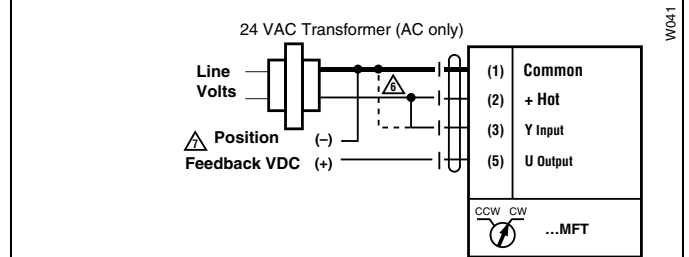 24 VAC Transformer (AC only)
W041
Line
Volts
(1) Common
6
(2) + Hot
(3) Y Input
7 Position (–)
Feedback VDC (+)
(5) U Output
CCW CW
...MFT